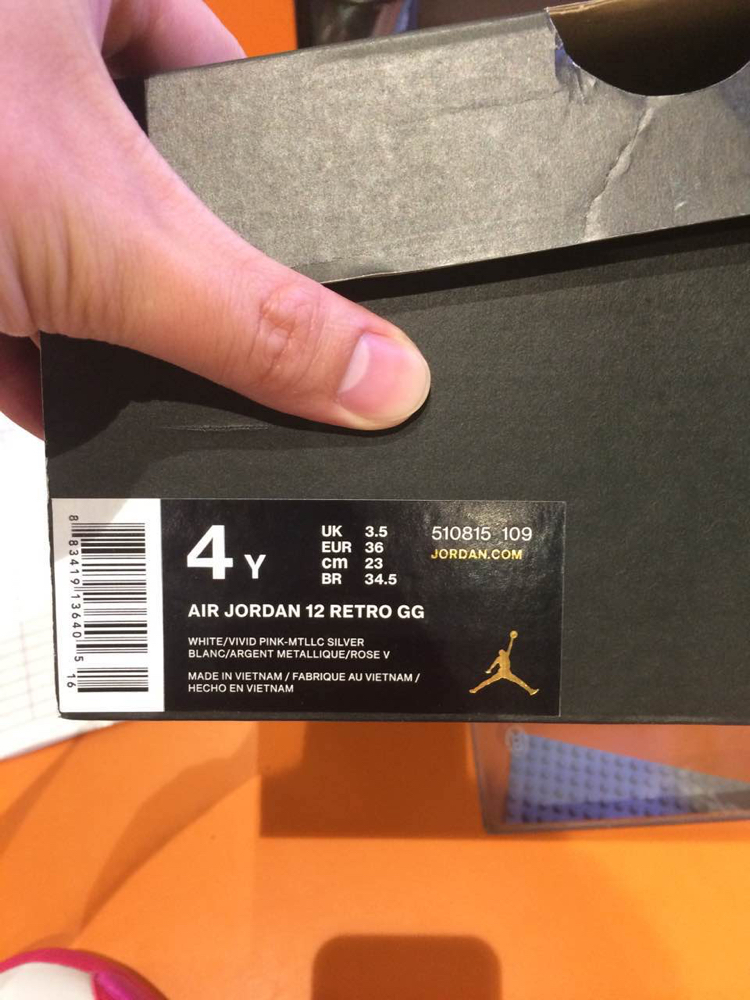 8 83419 13640 5 16
4 Y
UK 3.5
EUR 36
cm 23
BR 34.5
510815 109
JORDAN.COM
AIR JORDAN 12 RETRO GG
WHITE/VIVID PINK-MTLLC SILVER
BLANC/ARGENT METALLIQUE/ROSE V
MADE IN VIETNAM / FABRIQUE AU VIETNAM /
HECHO EN VIETNAM